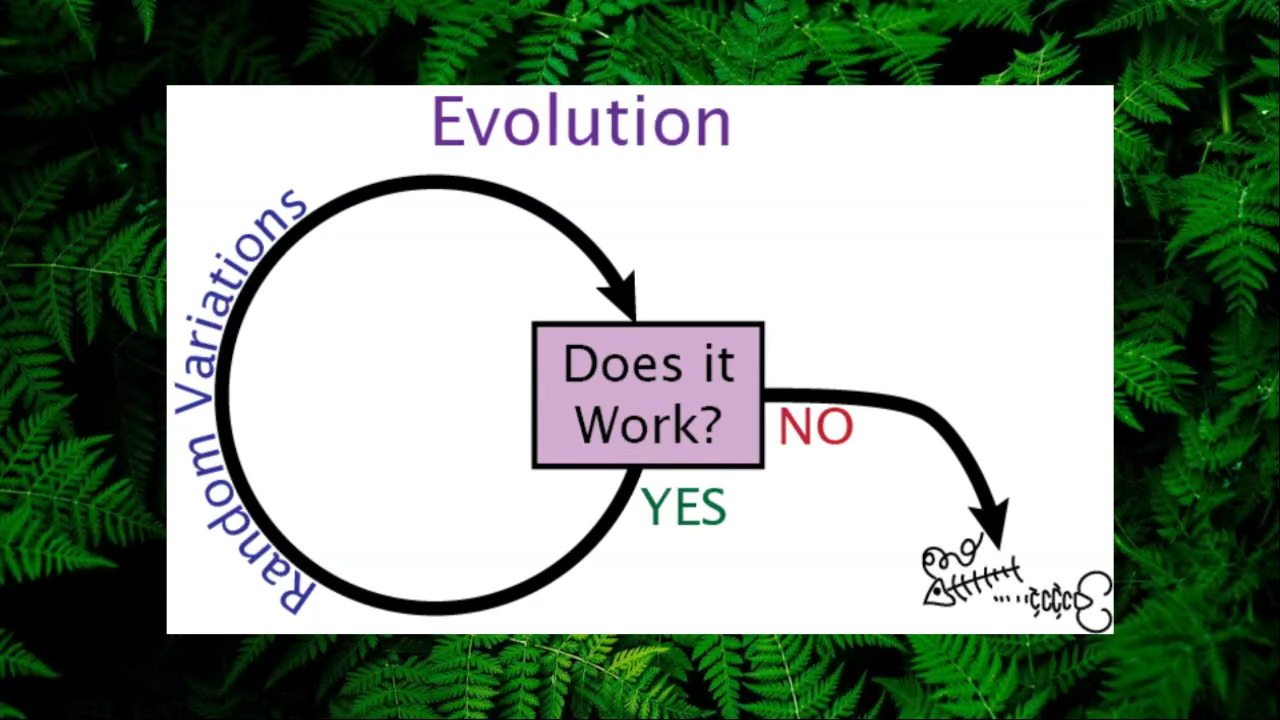 Evolution
Random Variations
Does it
Work?
NO
YES